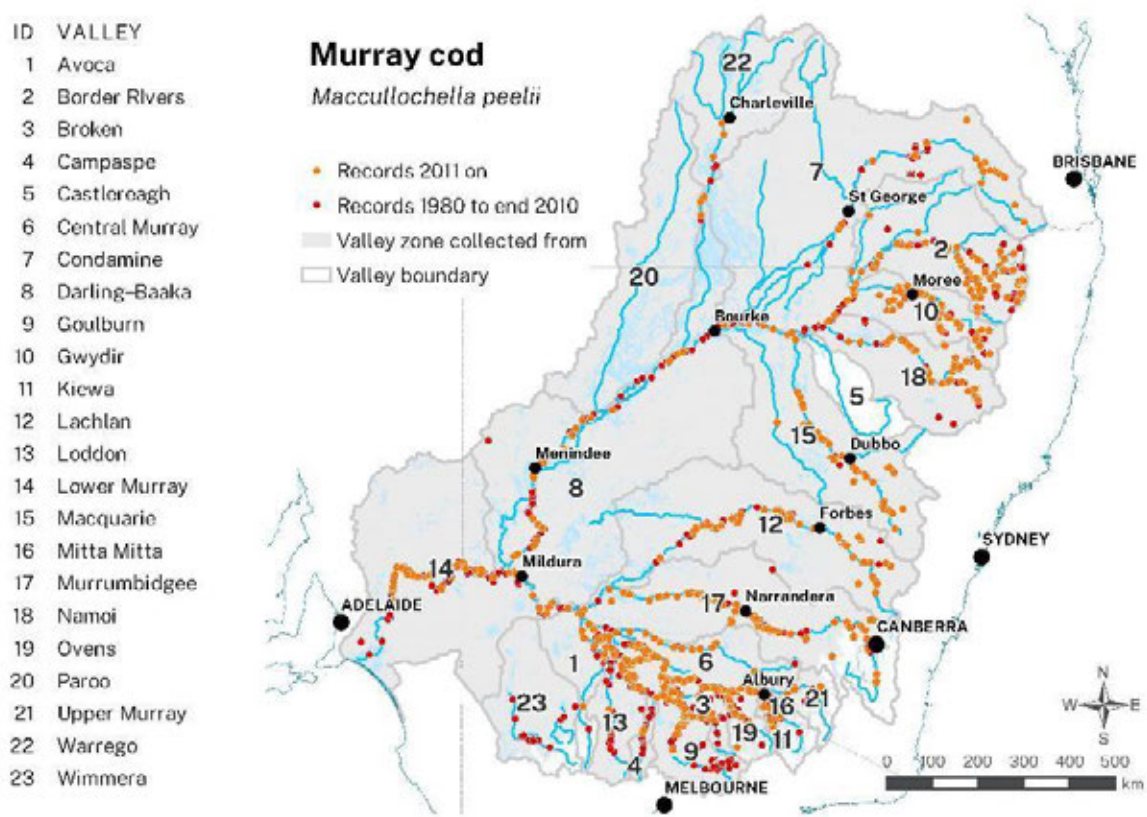 ID VALLEY
1 Avoca
2 Border RIvers
3 Broken
4 Campaspe
5 Castlereagh
6 Central Murray
7 Condamine
8 Darling–Baaka
9 Goulburn
10 Gwydir
11 Kiewa
12 Lachlan
13 Loddon
14 Lower Murray
15 Macquarie
16 Mitta Mitta
17 Murrumbidgee
18 Namoi
19 Ovens
20 Paroo
21 Upper Murray
22 Warrego
23 Wimmera
Murray cod
Maccullochella peelii
Records 2011 on
Records 1980 to end 2010
Valley zone collected from
Valley boundary
22
Charleville
BRISBANE
7
St George
2
20
Moree
10
Bourke
18
5
15
Dubbo
Menindee
8
12
Forbes
SYDNEY
14
Mildura
17
Narrandera
ADELAIDE
CANBERRA
1
6
Albury
23
13
3
16
21
19
11
9
4
MELBOURNE
N
W E
S
0 100 200 300 400 500
km